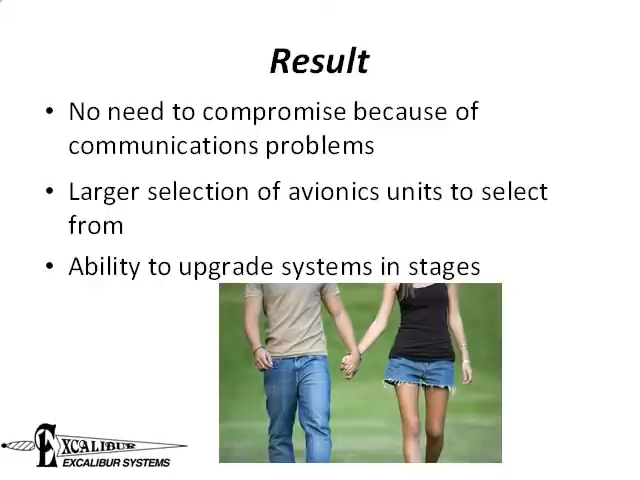 Result
• No need to compromise because of
communications problems
• Larger selection of avionics units to select
from
• Ability to upgrade systems in stages
EXCALIBUR
EXCALIBUR SYSTEMS